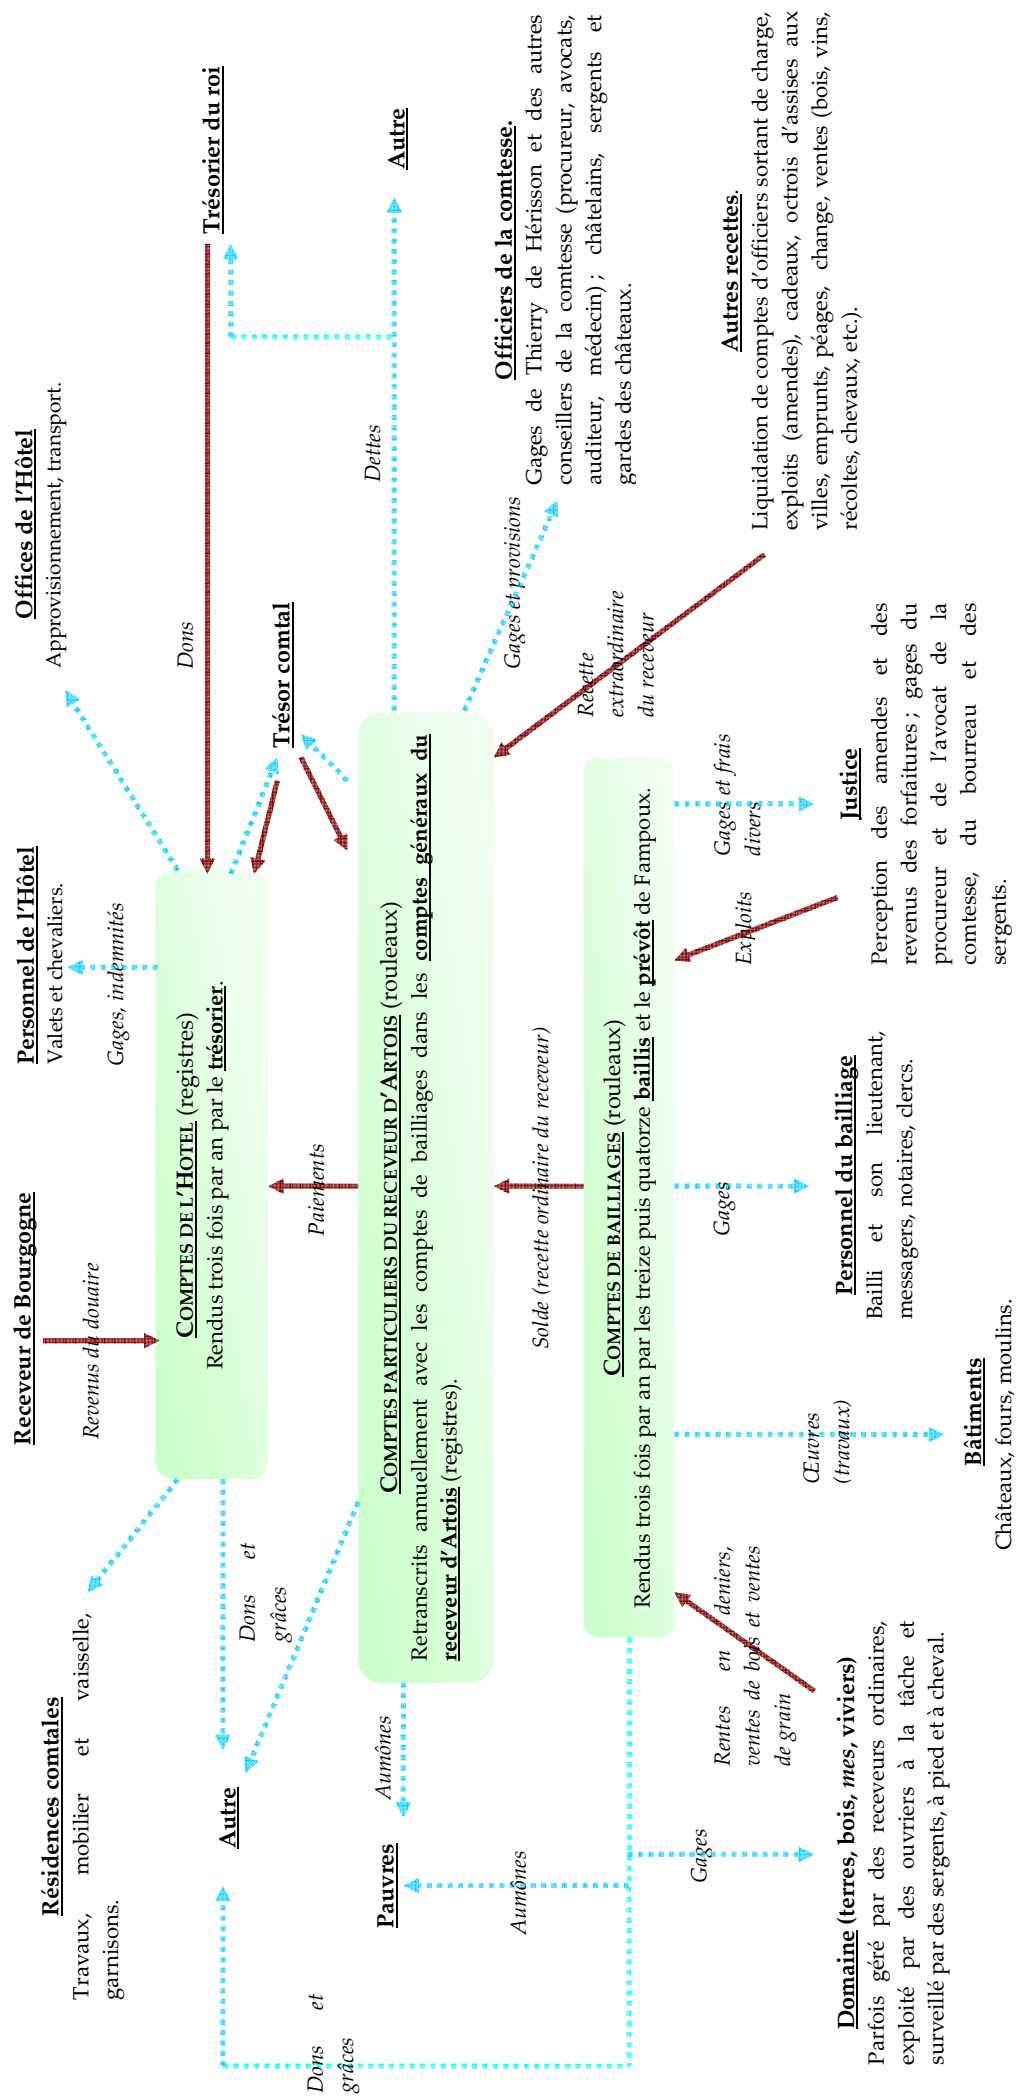 Résidences comtales
Travaux, mobilier et vaisselle,
garnisons.
Receveur de Bourgogne
Revenus du douaire
Personnel de l'Hôtel
Valets et chevaliers.
Gages, indemnités
Offices de l'Hôtel
Approvisionnement, transport.
Dons
Trésorier du roi
COMPTES DE L'HOTEL (registres)
Rendus trois fois par an par le trésorier.
Autre
Dons et
grâces
Trésor comtal
Paiements
Dons et
grâces
Pauvres
Aumônes
Aumônes
COMPTES PARTICULIERS DU RECEVEUR D'ARTOIS (rouleaux)
Retranscrits annuellement avec les comptes de bailliages dans les comptes généraux du
receveur d'Artois (registres).
Dettes
Autre
Gages et provisions
Officiers de la comtesse.
Gages de Thierry de Hérisson et des autres
conseillers de la comtesse (procureur, avocats,
auditeur, médecin) ; châtelains, sergents et
gardes des châteaux.
Solde (recette ordinaire du receveur)
Recette
extraordinaire
du receveur
Autres recettes.
Liquidation de comptes d'officiers sortant de charge,
exploits (amendes), cadeaux, octrois d'assises aux
villes, emprunts, péages, change, ventes (bois, vins,
récoltes, chevaux, etc.).
COMPTES DE BAILLIAGES (rouleaux)
Rendus trois fois par an par les treize puis quatorze baillis et le prévôt de Fampoux.
Gages
Rentes en deniers,
ventes de bois et ventes
de grain
Œuvres
(travaux)
Gages
Exploits
Gages et frais
divers
Domaine (terres, bois, mes, viviers)
Parfois géré par des receveurs ordinaires,
exploité par des ouvriers à la tâche et
surveillé par des sergents, à pied et à cheval.
Bâtiments
Châteaux, fours, moulins.
Personnel du bailliage
Bailli et son lieutenant,
messagers, notaires, clercs.
Justice
Perception des amendes et des
revenus des forfaitures ; gages du
procureur et de l'avocat de la
comtesse, du bourreau et des
sergents.